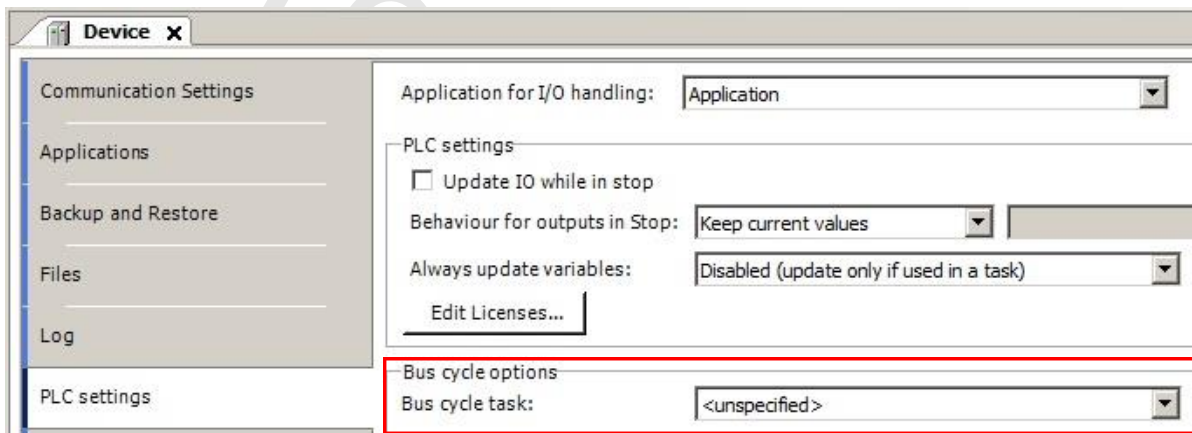 Device x
Communication Settings
Applications
Backup and Restore
Files
Log
PLC settings
Application for I/O handling: Application
PLC settings
Update IO while in stop
Behaviour for outputs in Stop: Keep current values
Always update variables: Disabled (update only if used in a task)
Edit Licenses...
Bus cycle options
Bus cycle task: <unspecified>